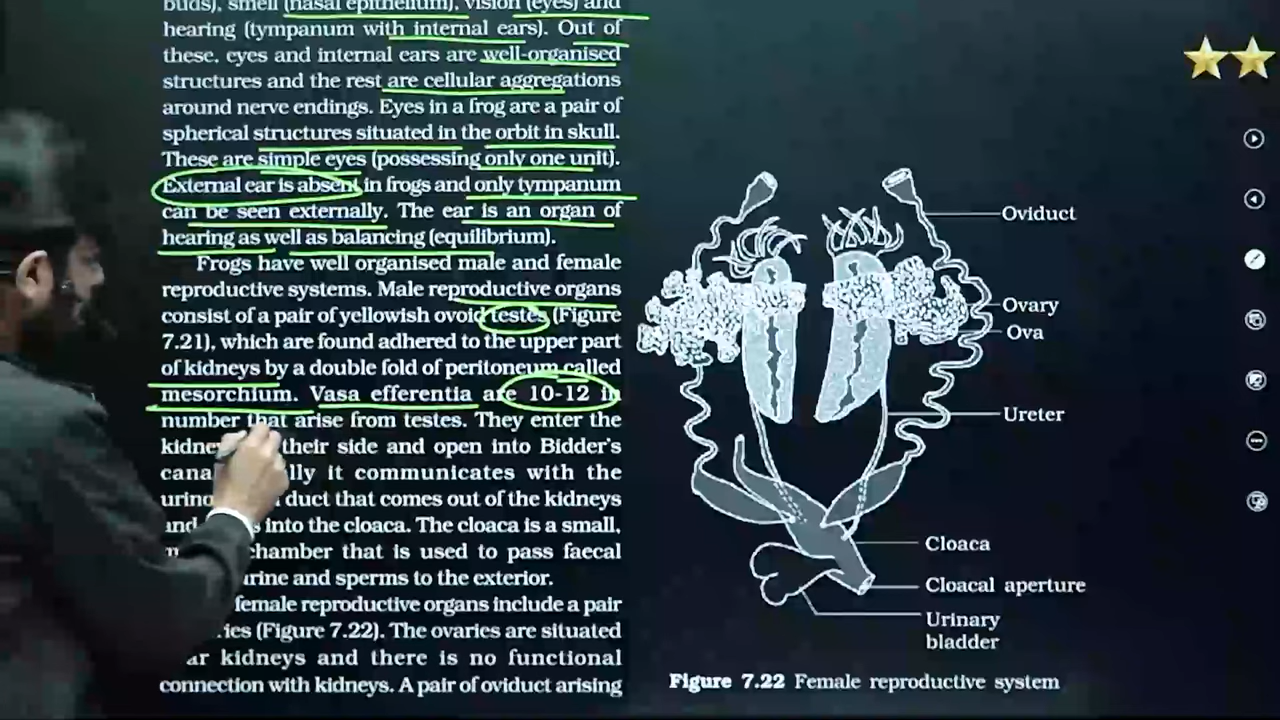 buds), smell (nasal epithelium), vision (eyes) and
hearing (tympanum with internal ears). Out of
these, eyes and internal ears are well-organised
structures and the rest are cellular aggregations
around nerve endings. Eyes in a frog are a pair of
spherical structures situated in the orbit in skull.
These are simple eyes (possessing only one unit).
External ear is absent in frogs and only tympanum
can be seen externally. The ear is an organ of
hearing as well as balancing (equilibrium).
Frogs have well organised male and female
reproductive systems. Male reproductive organs
consist of a pair of yellowish ovoid testes (Figure
7.21), which are found adhered to the upper part
of kidneys by a double fold of peritoneum called
mesorchium. Vasa efferentia are 10-12 in
number that arise from testes. They enter the
their side and open into Bidder's
it communicates with the
duct that comes out of the kidneys
into the cloaca. The cloaca is a small,
chamber that is used to pass faecal
and sperms to the exterior.
female reproductive organs include a pair
(Figure 7.22). The ovaries are situated
kidneys and there is no functional
connection with kidneys. A pair of oviduct arising
Oviduct
Ovary
Ova
Ureter
Cloaca
Cloacal aperture
Urinary
bladder
Figure 7.22 Female reproductive system